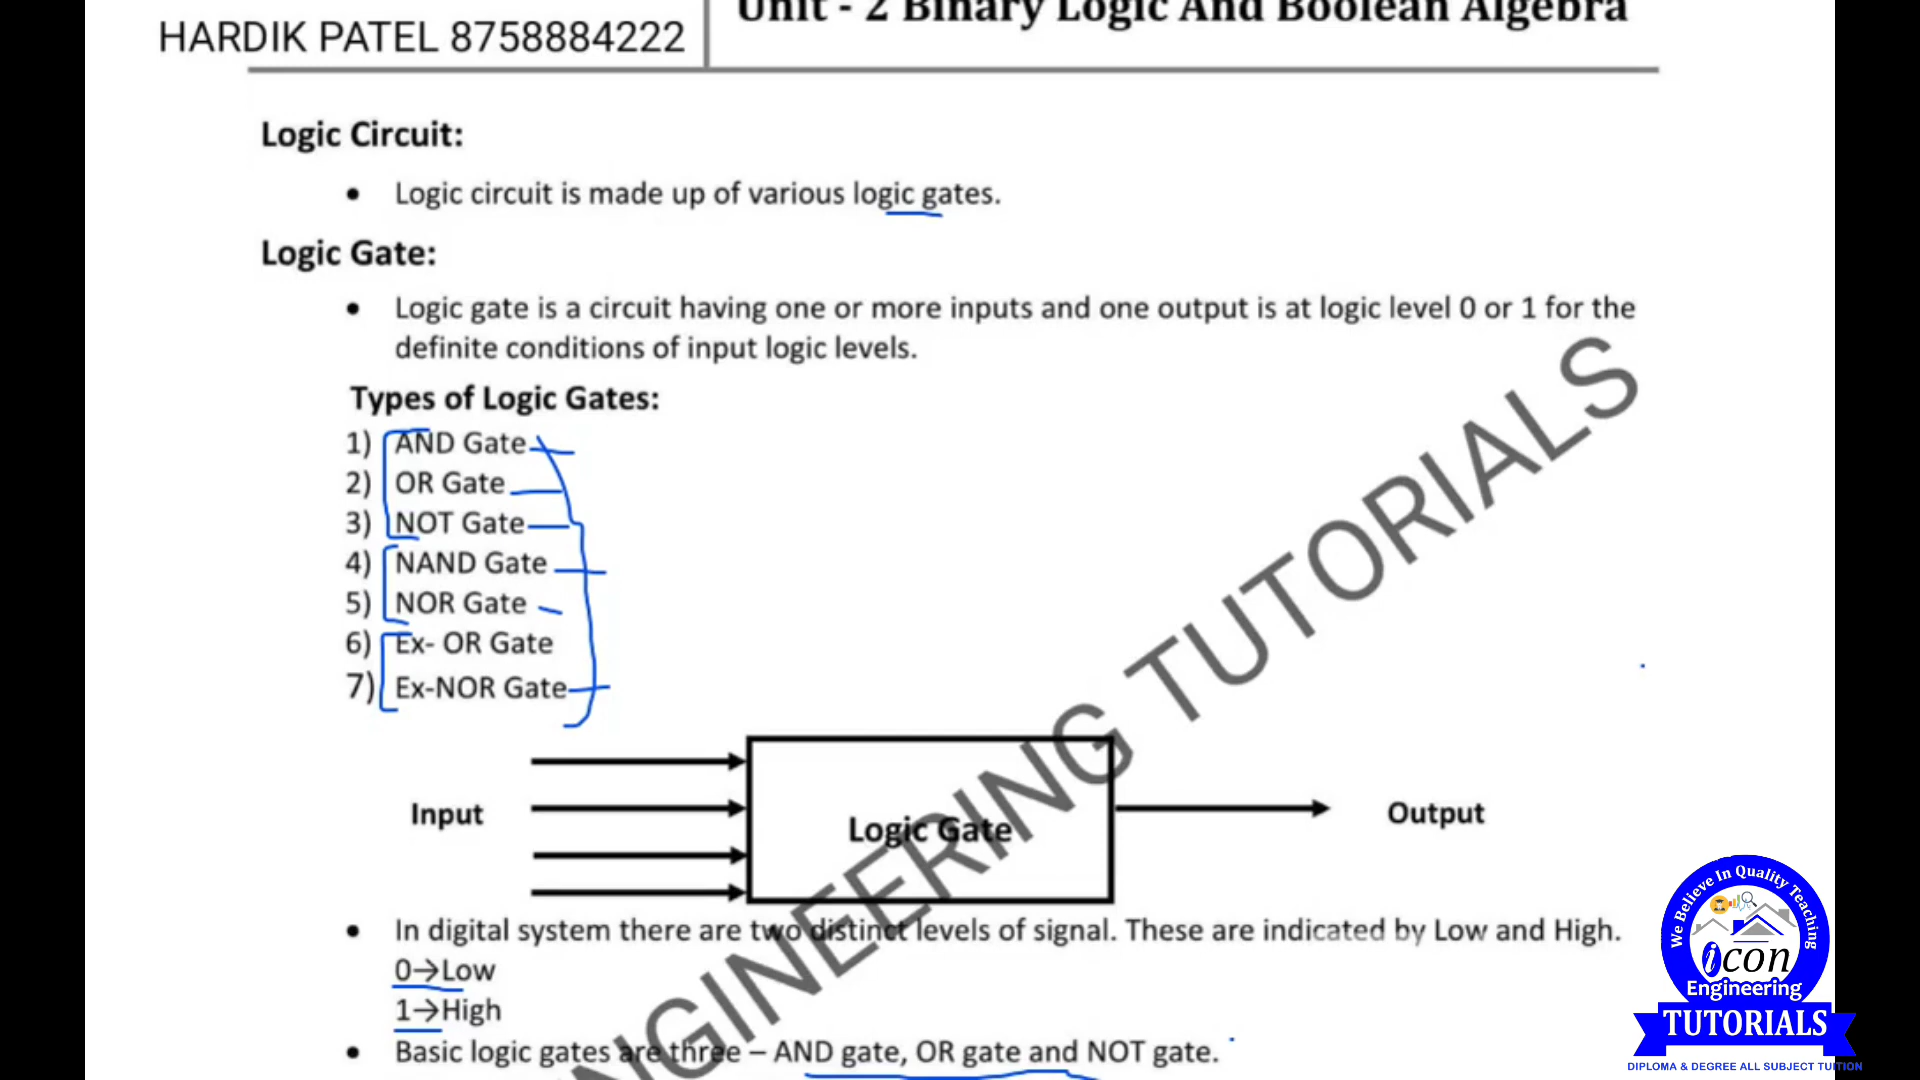 HARDIK PATEL 8758884222
Unit - 2 Binary Logic And Boolean Algebra
Logic Circuit:
• Logic circuit is made up of various logic gates.
Logic Gate:
• Logic gate is a circuit having one or more inputs and one output is at logic level 0 or 1 for the
definite conditions of input logic levels.
Types of Logic Gates:
1) AND Gate
2) OR Gate
3) NOT Gate
4) NAND Gate
5) NOR Gate
6) Ex- OR Gate
7) Ex-NOR Gate
Input
Logic Gate
Output
• In digital system there are two distinct levels of signal. These are indicated by Low and High.
0→Low
1→High
• Basic logic gates are three – AND gate, OR gate and NOT gate.
ENGINEERING TUTORIALS
We Believe In Quality Teaching
icon
Engineering
TUTORIALS
DIPLOMA & DEGREE ALL SUBJECT TUITION